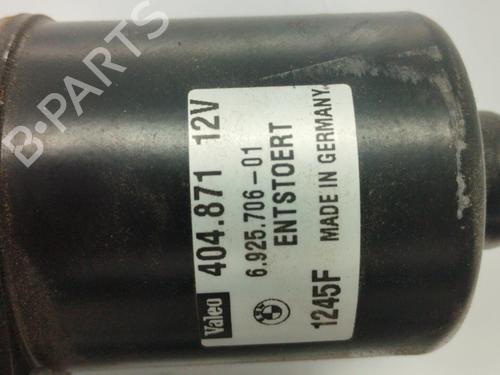 Valeo 404.871 12V
6.925.706-01
ENTSTOERT
1245F MADE IN GERMANY
B-PARTS